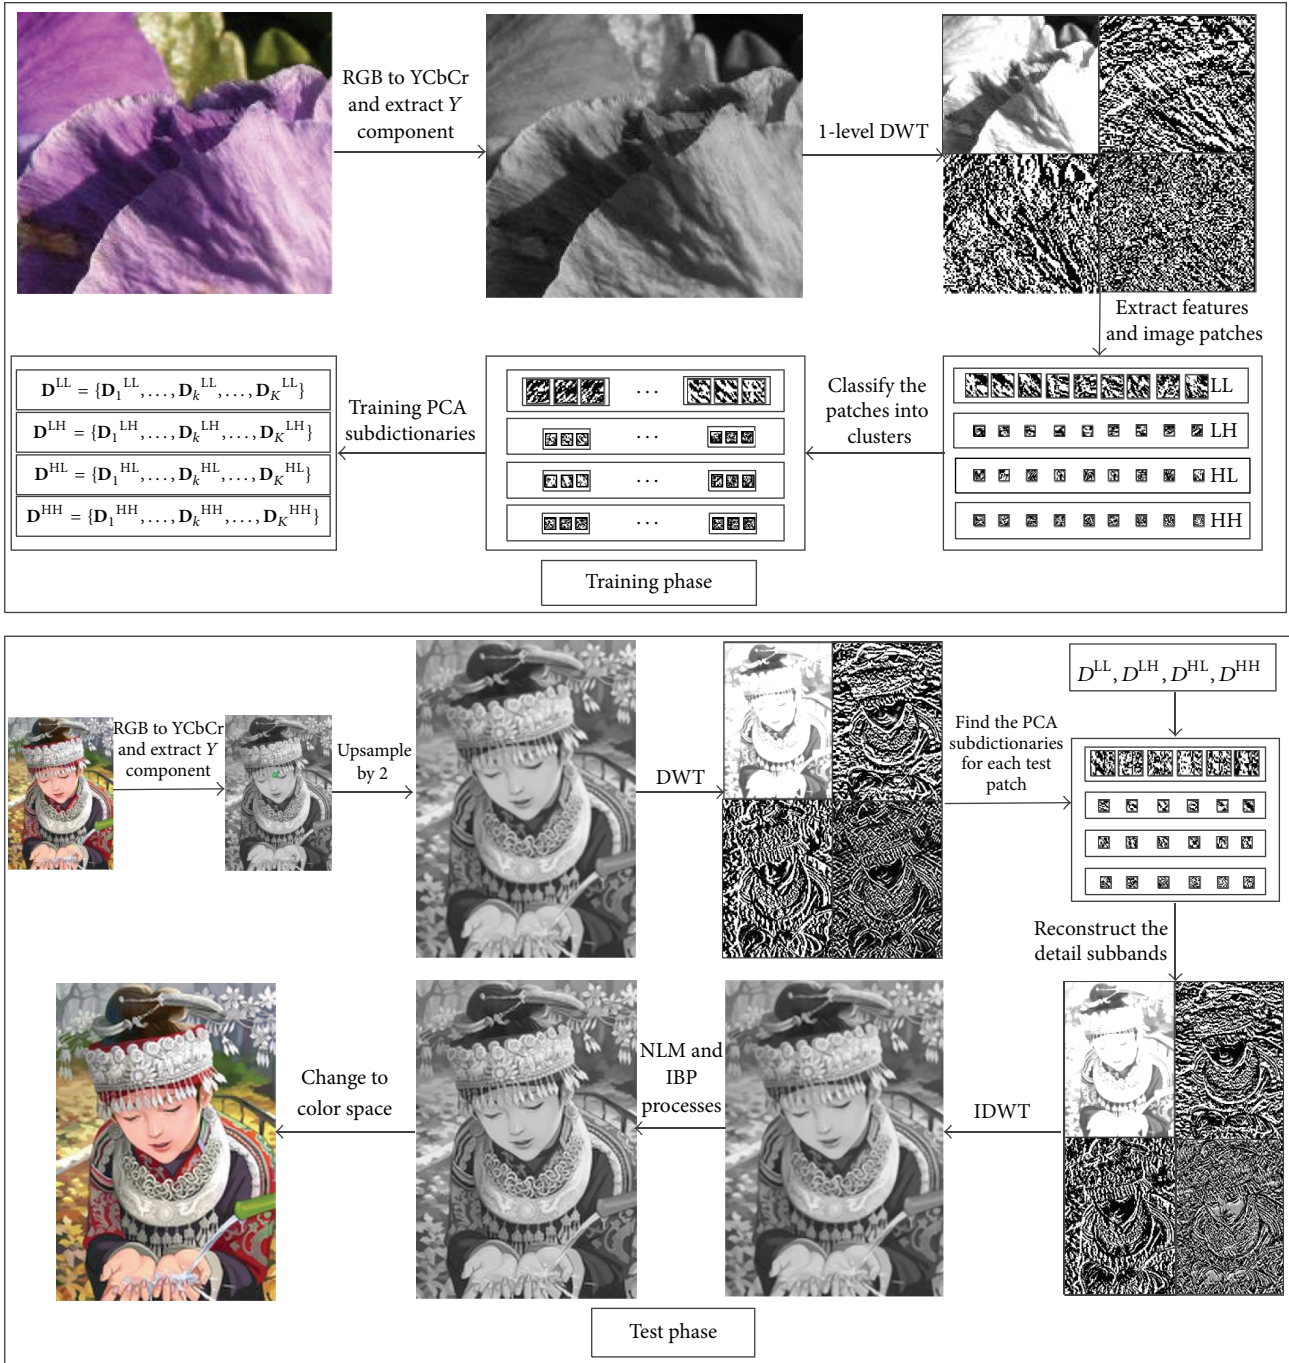 RGB to YCbCr
and extract Y
component
1-level DWT
Extract features
and image patches
LL
LH
HL
HH
Classify the
patches into
clusters
Training PCA
subdictionaries
D^LL = {D_1^LL, . . . , D_k^LL, . . . , D_K^LL}
D^LH = {D_1^LH, . . . , D_k^LH, . . . , D_K^LH}
D^HL = {D_1^HL, . . . , D_k^HL, . . . , D_K^HL}
D^HH = {D_1^HH, . . . , D_k^HH, . . . , D_K^HH}
. . .
. . .
. . .
. . .
Training phase
RGB to YCbCr
and extract Y
component
Upsample
by 2
DWT
Find the PCA
subdictionaries
for each test
patch
D^LL, D^LH, D^HL, D^HH
Reconstruct the
detail subbands
IDWT
NLM and
IBP
processes
Change to
color space
Test phase